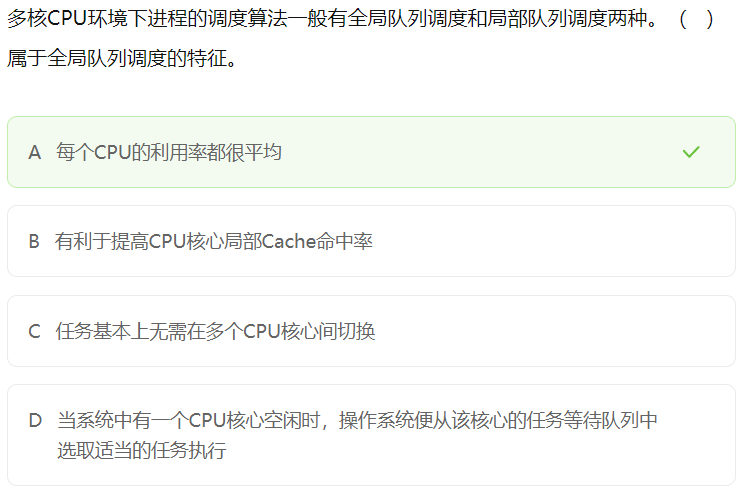 多核CPU环境下进程的调度算法一般有全局队列调度和局部队列调度两种。（ ）
属于全局队列调度的特征。
A 每个CPU的利用率都很平均
B 有利于提高CPU核心局部Cache命中率
C 任务基本上无需在多个CPU核心间切换
D 当系统中有一个CPU核心空闲时，操作系统便从该核心的任务等待队列中
选取适当的任务执行